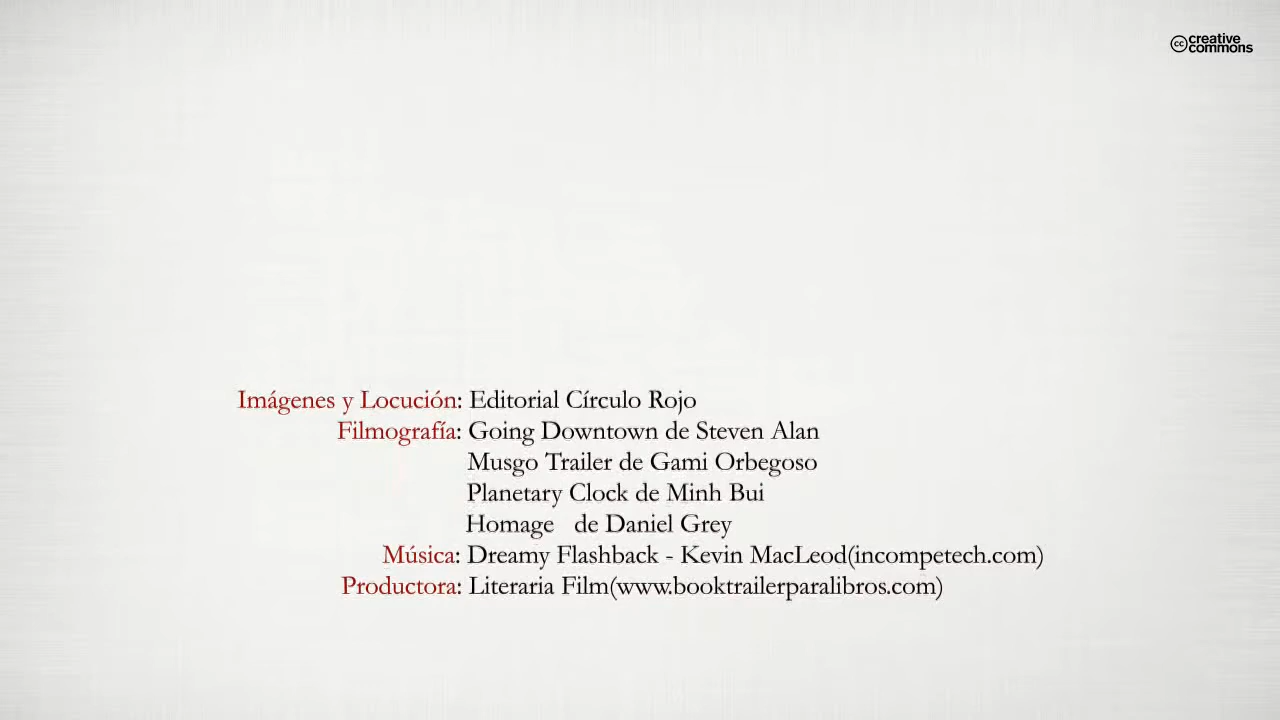 creative
commons
Imágenes y Locución: Editorial Círculo Rojo
Filmografía: Going Downtown de Steven Alan
Musgo Trailer de Gami Orbegoso
Planetary Clock de Minh Bui
Homage de Daniel Grey
Música: Dreamy Flashback - Kevin MacLeod(incompetech.com)
Productora: Literaria Film(www.booktrailerparalibros.com)